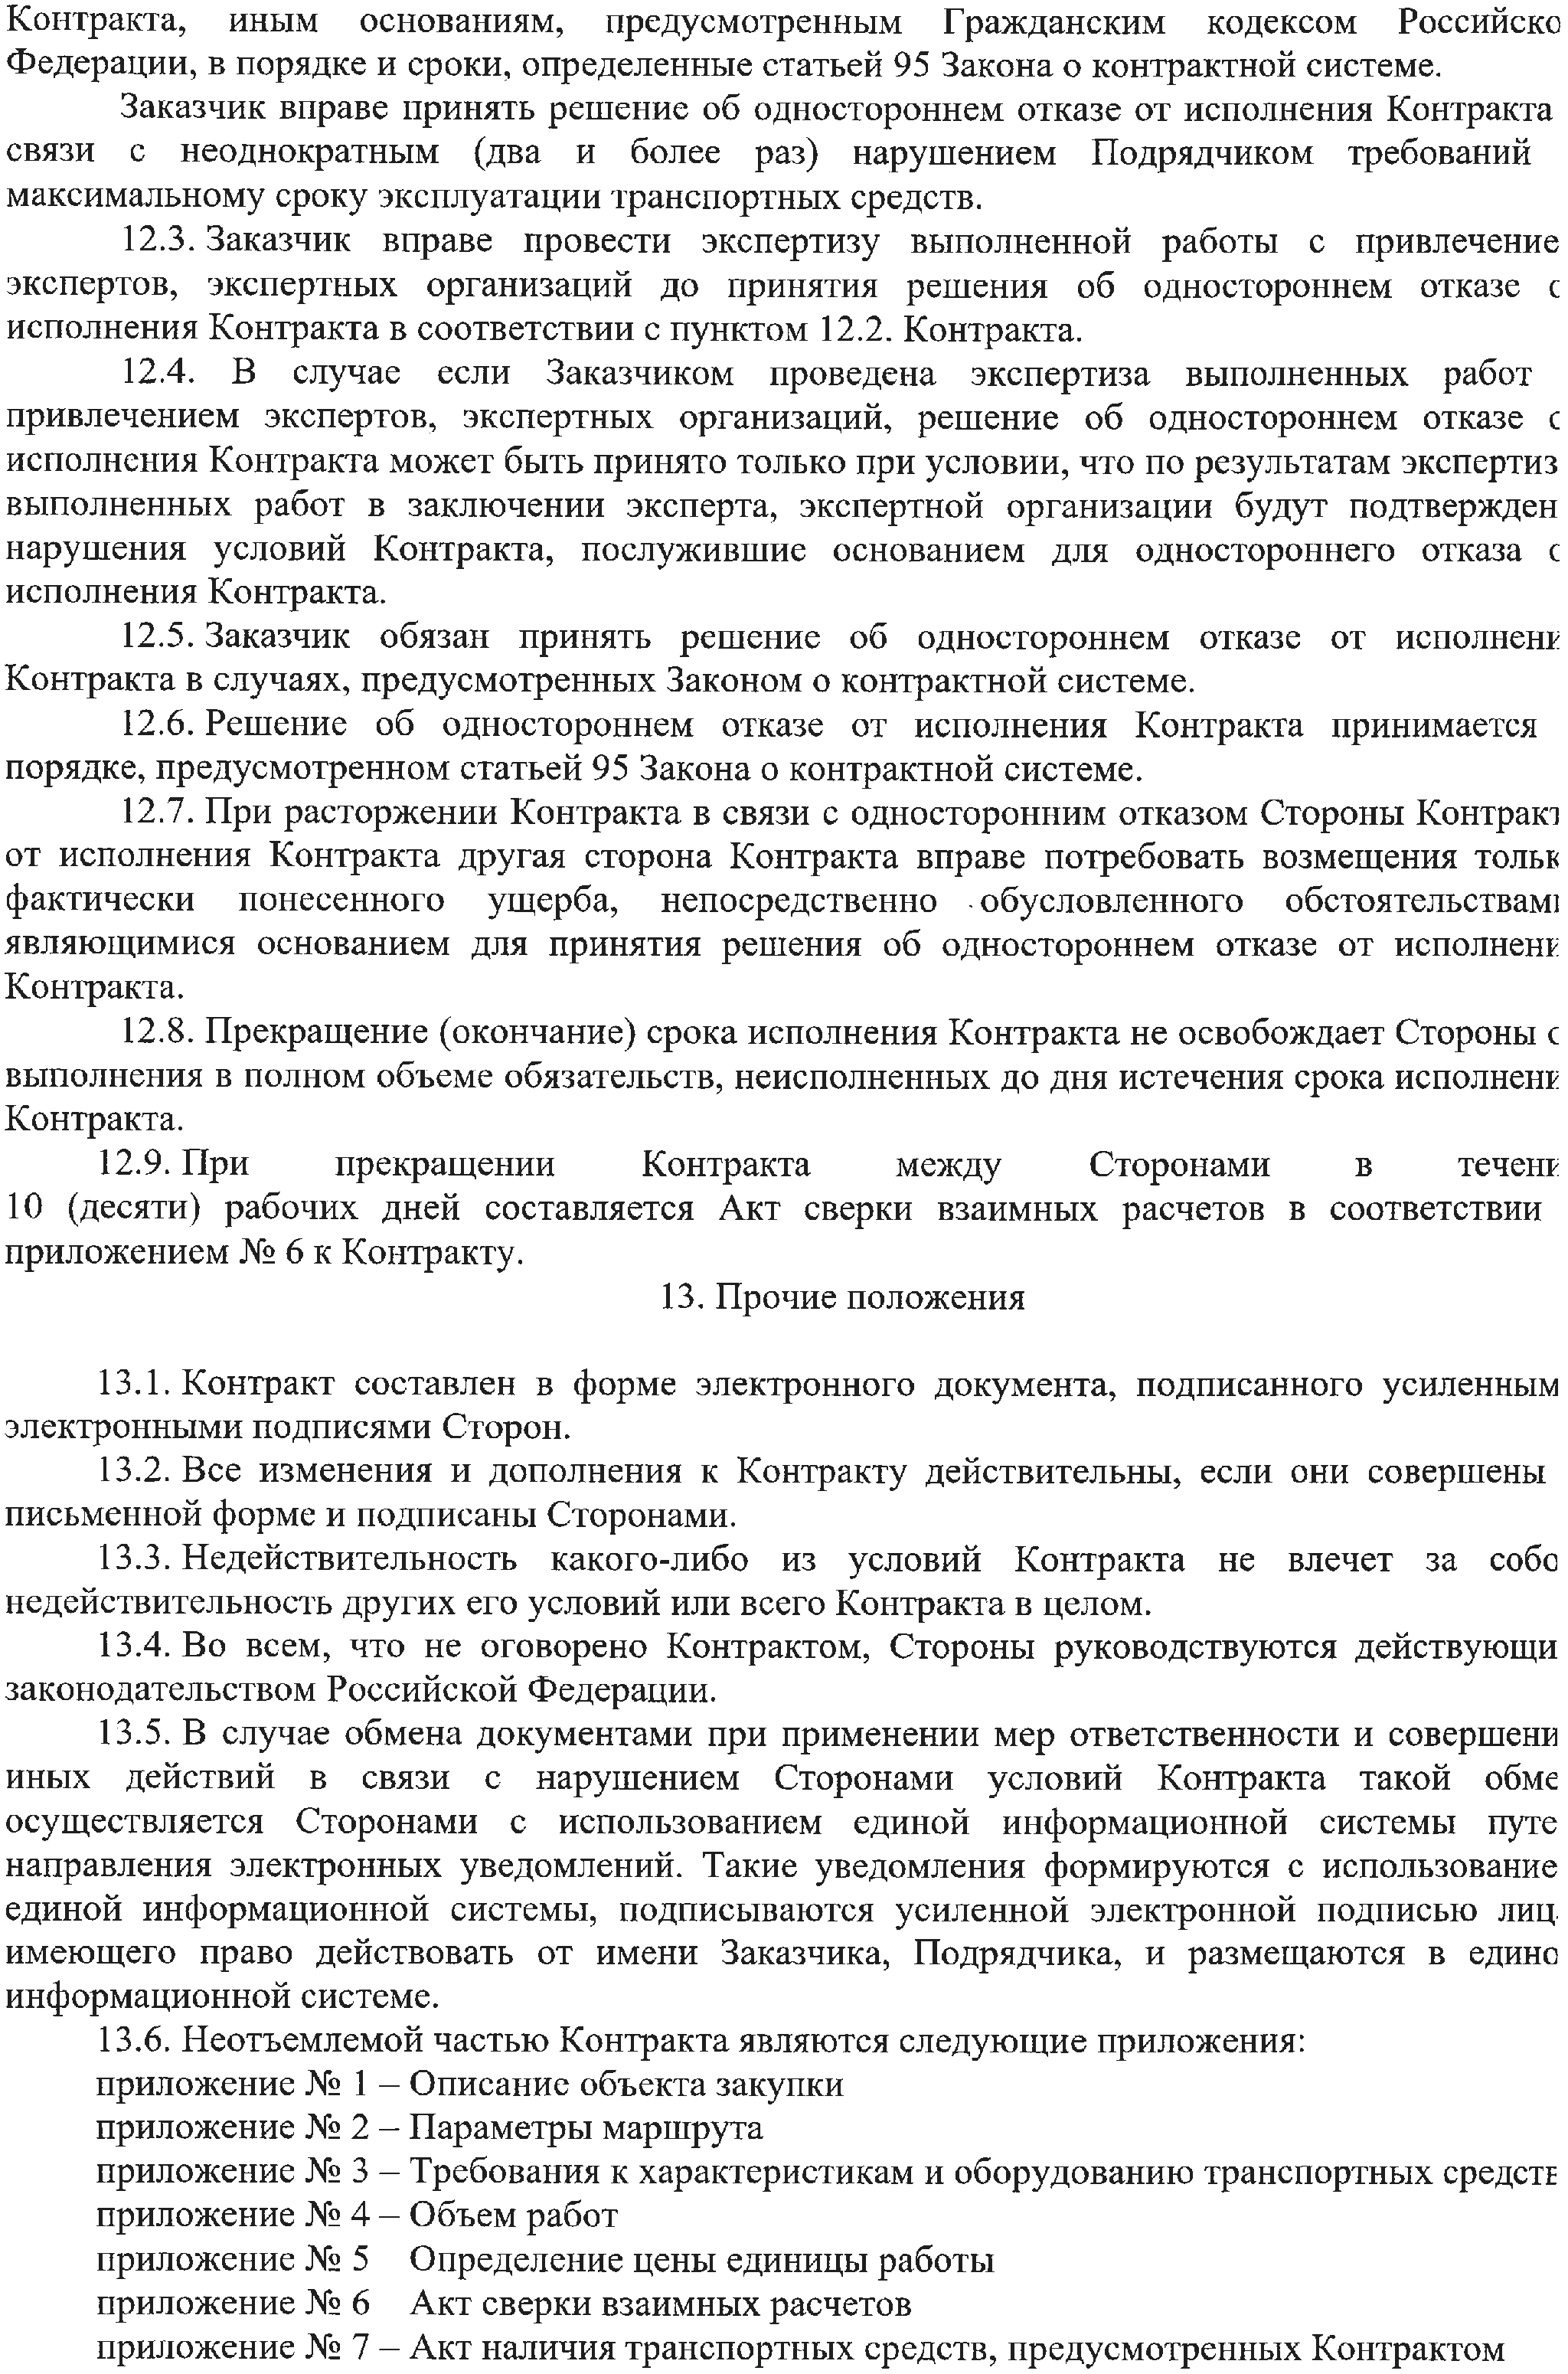 Контракта, иным основаниям, предусмотренным Гражданским кодексом Российско
Федерации, в порядке и сроки, определенные статьей 95 Закона о контрактной системе.
Заказчик вправе принять решение об одностороннем отказе от исполнения Контракта
связи с неоднократным (два и более раз) нарушением Подрядчиком требований
максимальному сроку эксплуатации транспортных средств.
12.3. Заказчик вправе провести экспертизу выполненной работы с привлечение
экспертов, экспертных организаций до принятия решения об одностороннем отказе о
исполнения Контракта в соответствии с пунктом 12.2. Контракта.
12.4. В случае если Заказчиком проведена экспертиза выполненных работ
привлечением экспертов, экспертных организаций, решение об одностороннем отказе о
исполнения Контракта может быть принято только при условии, что по результатам экспертиз
выполненных работ в заключении эксперта, экспертной организации будут подтвержден
нарушения условий Контракта, послужившие основанием для одностороннего отказа о
исполнения Контракта.
12.5. Заказчик обязан принять решение об одностороннем отказе от исполнени
Контракта в случаях, предусмотренных Законом о контрактной системе.
12.6. Решение об одностороннем отказе от исполнения Контракта принимается
порядке, предусмотренном статьей 95 Закона о контрактной системе.
12.7. При расторжении Контракта в связи с односторонним отказом Стороны Контракт
от исполнения Контракта другая сторона Контракта вправе потребовать возмещения тольк
фактически понесенного ущерба, непосредственно обусловленного обстоятельствами
являющимися основанием для принятия решения об одностороннем отказе от исполнени
Контракта.
12.8. Прекращение (окончание) срока исполнения Контракта не освобождает Стороны о
выполнения в полном объеме обязательств, неисполненных до дня истечения срока исполнени
Контракта.
12.9. При прекращении Контракта между Сторонами в течени
10 (десяти) рабочих дней составляется Акт сверки взаимных расчетов в соответствии
приложением № 6 к Контракту.
13. Прочие положения
13.1. Контракт составлен в форме электронного документа, подписанного усиленным
электронными подписями Сторон.
13.2. Все изменения и дополнения к Контракту действительны, если они совершены
письменной форме и подписаны Сторонами.
13.3. Недействительность какого-либо из условий Контракта не влечет за собо
недействительность других его условий или всего Контракта в целом.
13.4. Во всем, что не оговорено Контрактом, Стороны руководствуются действующи
законодательством Российской Федерации.
13.5. В случае обмена документами при применении мер ответственности и совершени
иных действий в связи с нарушением Сторонами условий Контракта такой обме
осуществляется Сторонами с использованием единой информационной системы путе
направления электронных уведомлений. Такие уведомления формируются с использование
единой информационной системы, подписываются усиленной электронной подписью лиц
имеющего право действовать от имени Заказчика, Подрядчика, и размещаются в едино
информационной системе.
13.6. Неотъемлемой частью Контракта являются следующие приложения:
приложение № 1 – Описание объекта закупки
приложение № 2 – Параметры маршрута
приложение № 3 – Требования к характеристикам и оборудованию транспортных средств
приложение № 4 – Объем работ
приложение № 5 Определение цены единицы работы
приложение № 6 Акт сверки взаимных расчетов
приложение № 7 – Акт наличия транспортных средств, предусмотренных Контрактом